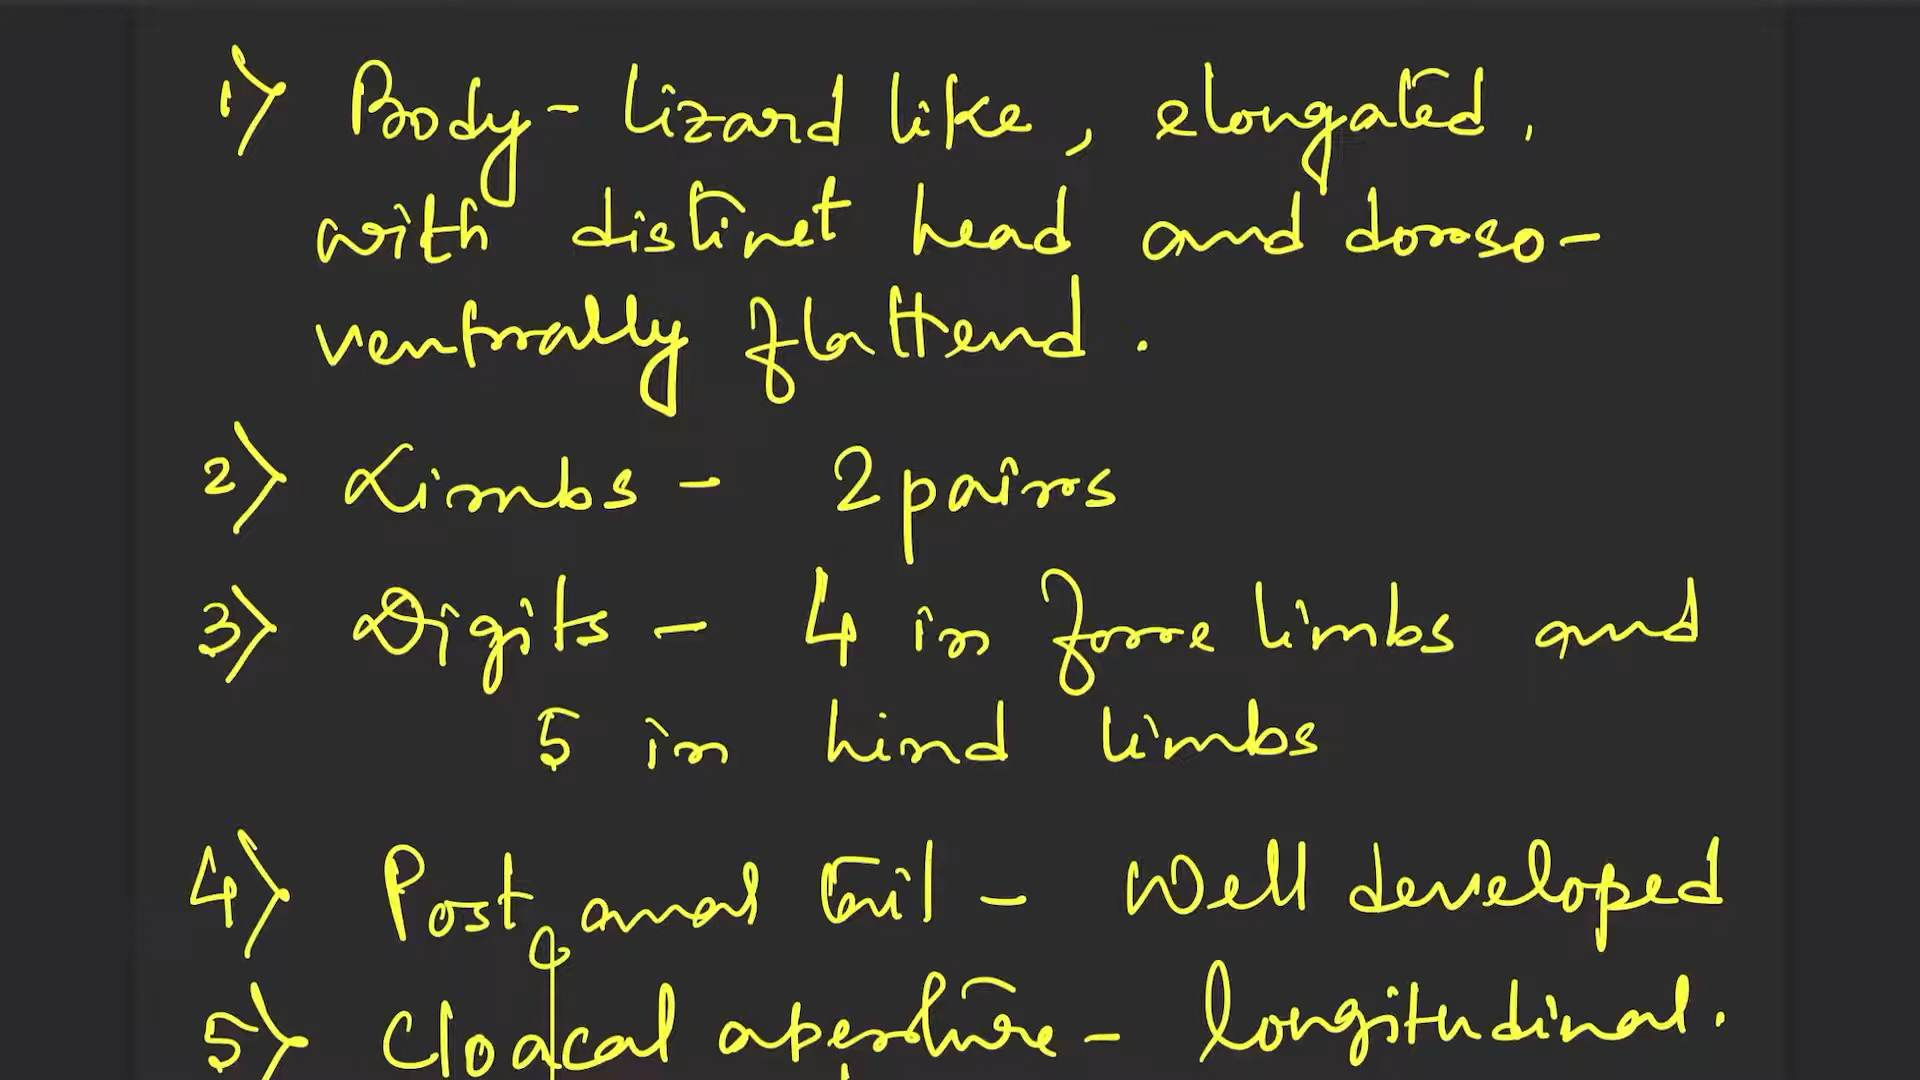 1) Body - lizard like, elongated,
with distinct head and dorso-
ventrally flattend.
2) Limbs - 2 pairs
3) Digits - 4 in fore limbs and
5 in hind limbs
4) Post anal tail - Well developed
5) Cloacal aperture - longitudinal.